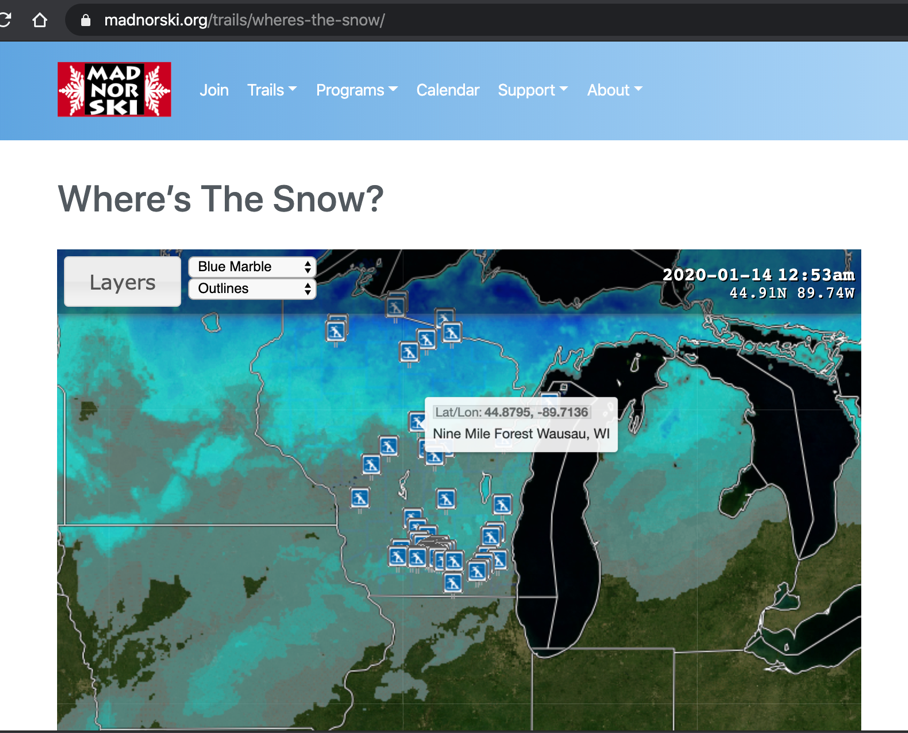 madnorski.org/trails/wheres-the-snow/
MAD
NOR
SKI
Join Trails Programs Calendar Support About
Where's The Snow?
Layers
Blue Marble
Outlines
2020-01-14 12:53am
44.91N 89.74W
Lat/Lon: 44.8795, -89.7136
Nine Mile Forest Wausau, WI